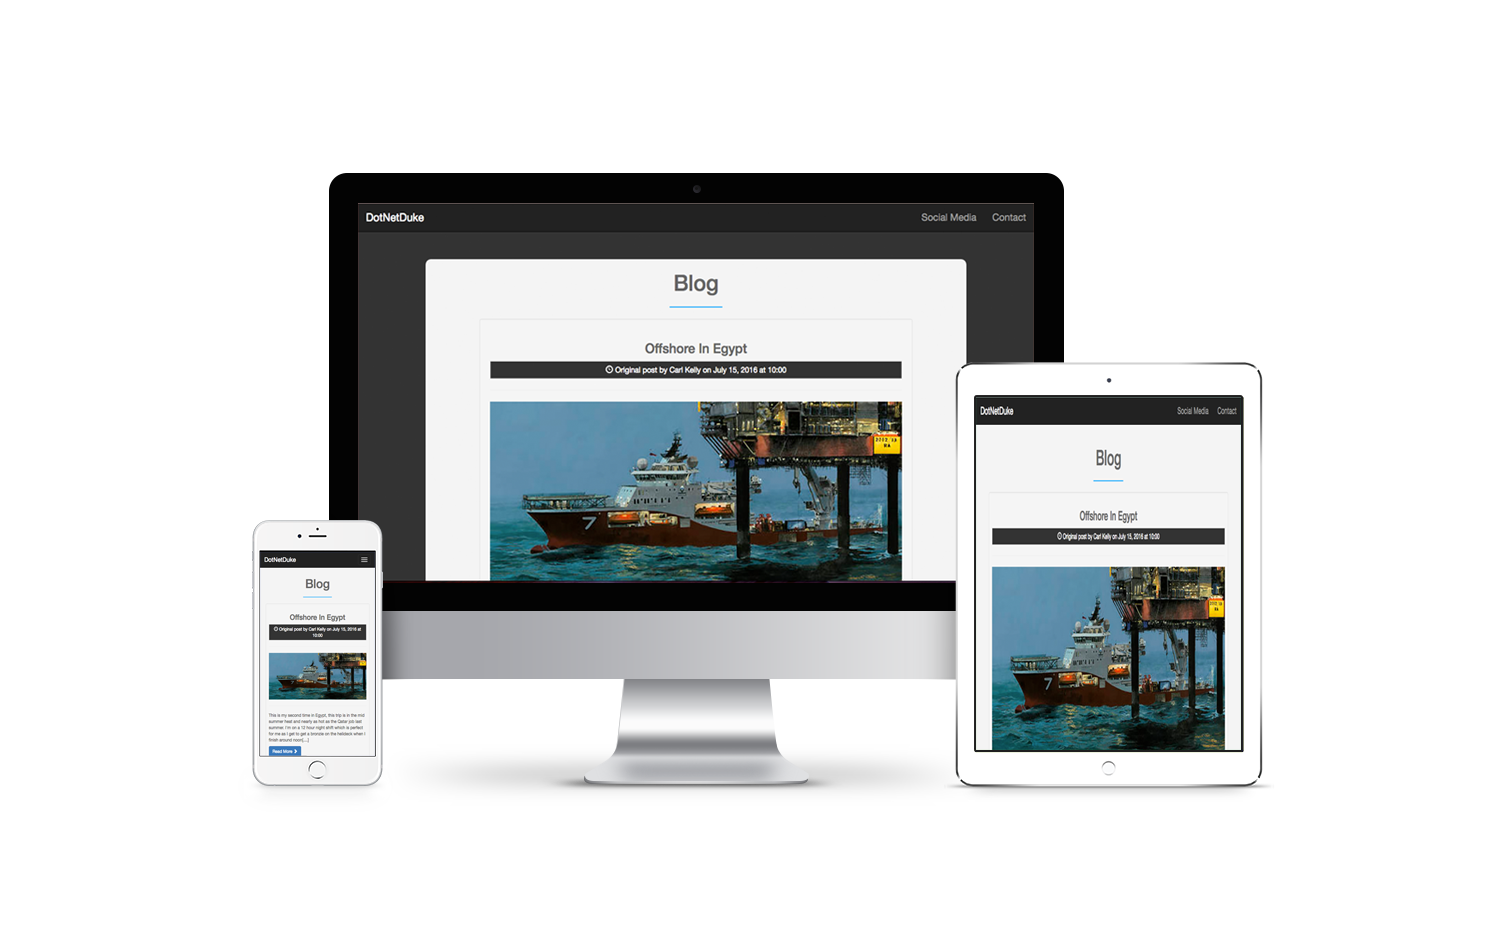 DotNetDuke
Social Media Contact
Blog
Offshore In Egypt
Original post by Carl Kelly on July 15, 2016 at 10:00
3112. 1A
WA
7
DotNetDuke
Social Media Contact
Blog
Offshore In Egypt
Original post by Carl Kelly on July 15, 2016 at 10:00
7
DotNetDuke
Blog
Offshore In Egypt
Original post by Carl Kelly on July 15, 2016 at
10:00
This is my second time in Egypt, this trip is in the mid
summer heat and nearly as hot as the Qatar job last
summer. I'm on a 12 hour night shift which is perfect
for me as I get to get a bronze on the helideck when I
finish around noon[...]
Read More